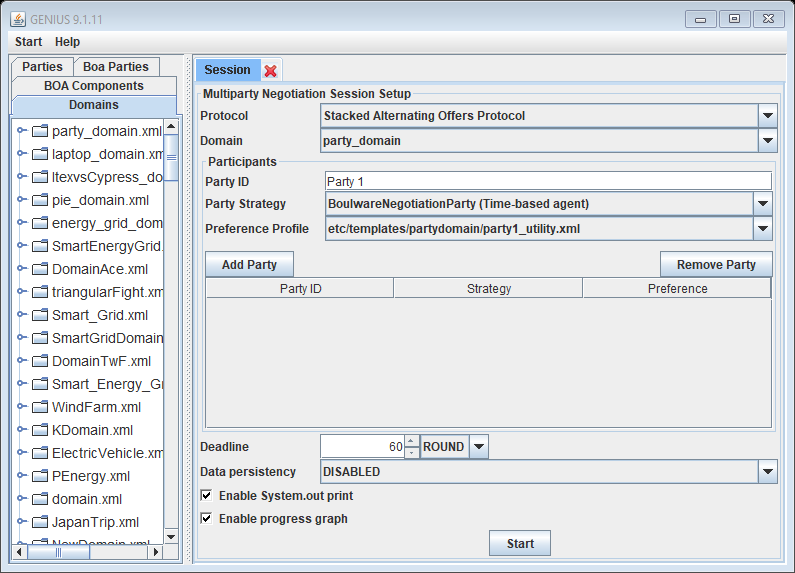 GENIUS 9.1.11
Start Help
Parties Boa Parties
BOA Components
Domains
party_domain.xml
laptop_domain.xm
ItexvsCypress_do
pie_domain.xml
energy_grid_dom
SmartEnergyGrid.
DomainAce.xml
triangularFight.xm
Smart_Grid.xml
SmartGridDomain
DomainTwF.xml
Smart_Energy_Gr
WindFarm.xml
KDomain.xml
ElectricVehicle.xm
PEnergy.xml
domain.xml
JapanTrip.xml
NewDomain.xml
Session
Multiparty Negotiation Session Setup
Protocol Stacked Alternating Offers Protocol
Domain party_domain
Participants
Party ID Party 1
Party Strategy BoulwareNegotiationParty (Time-based agent)
Preference Profile etc/templates/partydomain/party1_utility.xml
Add Party Remove Party
Party ID Strategy Preference
Deadline 60 ROUND
Data persistency DISABLED
Enable System.out print
Enable progress graph
Start